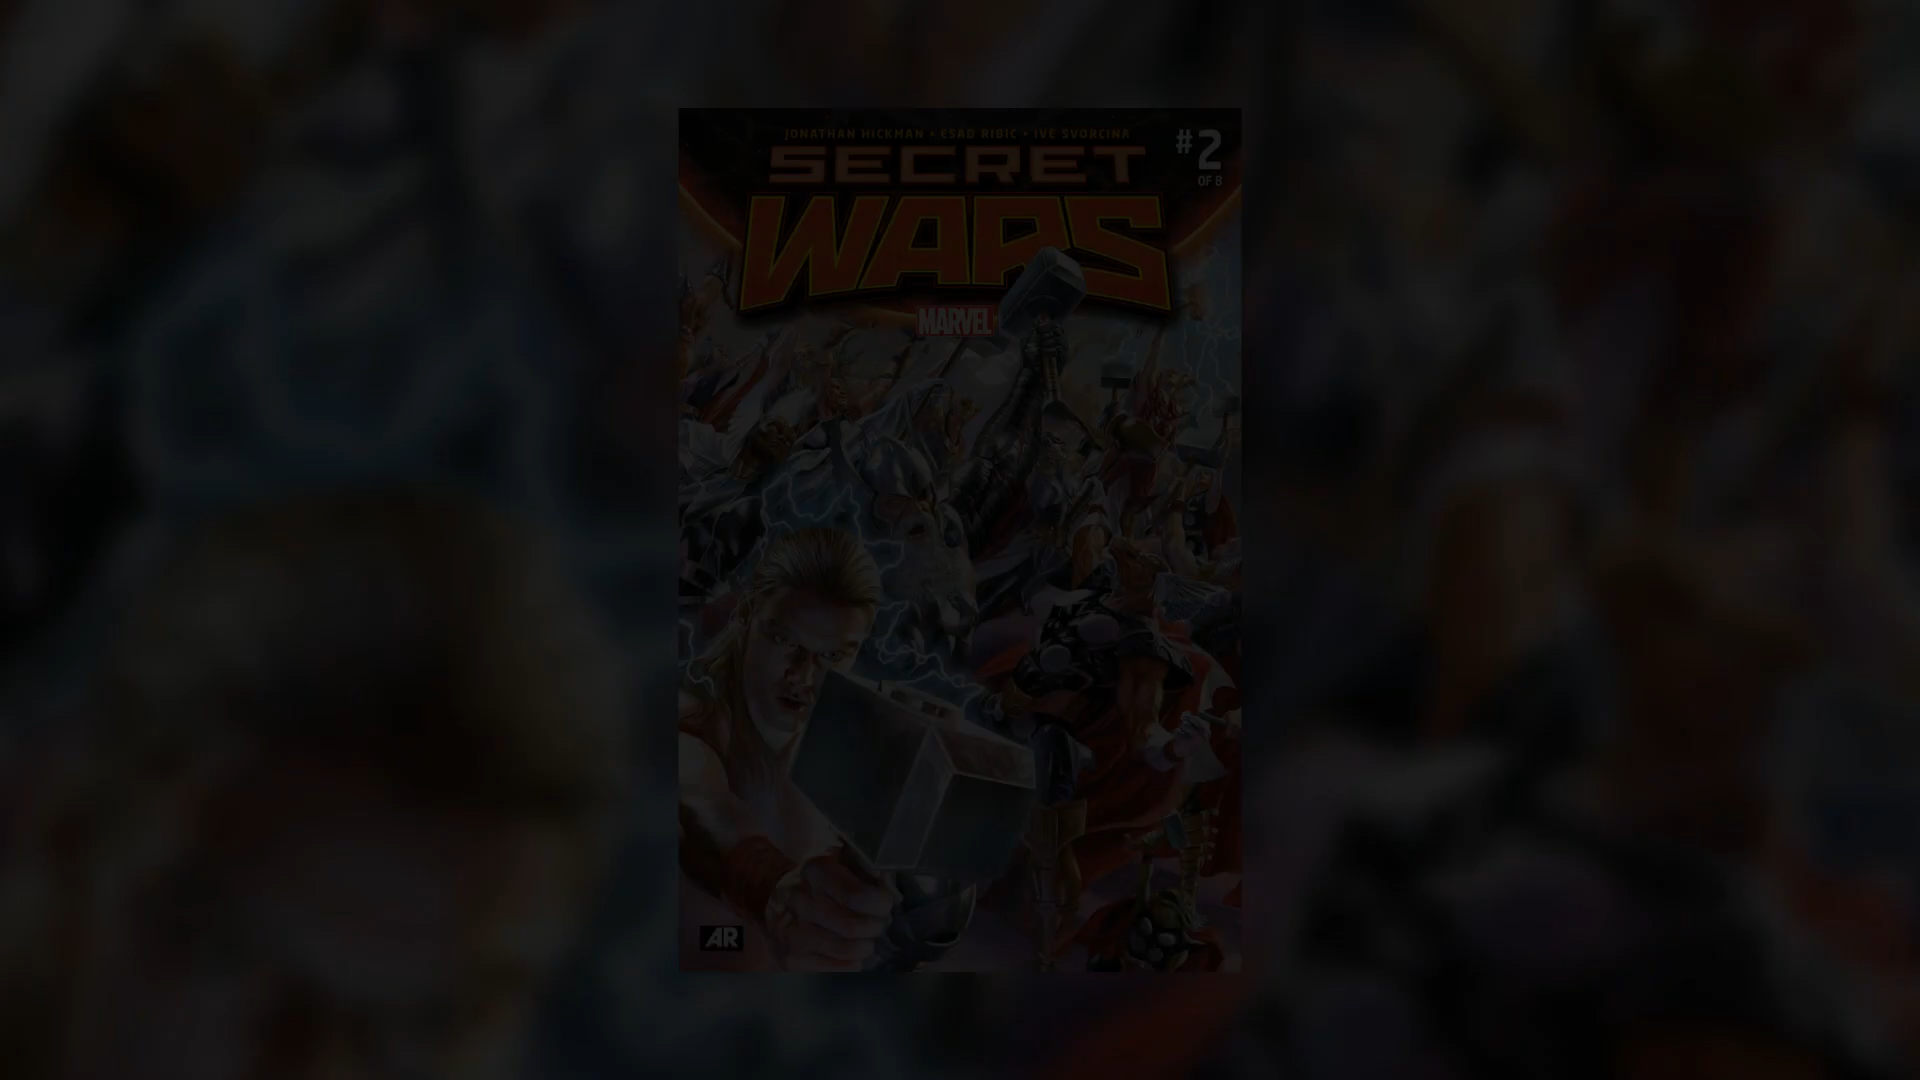 JONATHAN HICKMAN • ESAD RIBIC • IVE SVORCINA
#2
OF 8
SECRET
WARS
MARVEL
AR